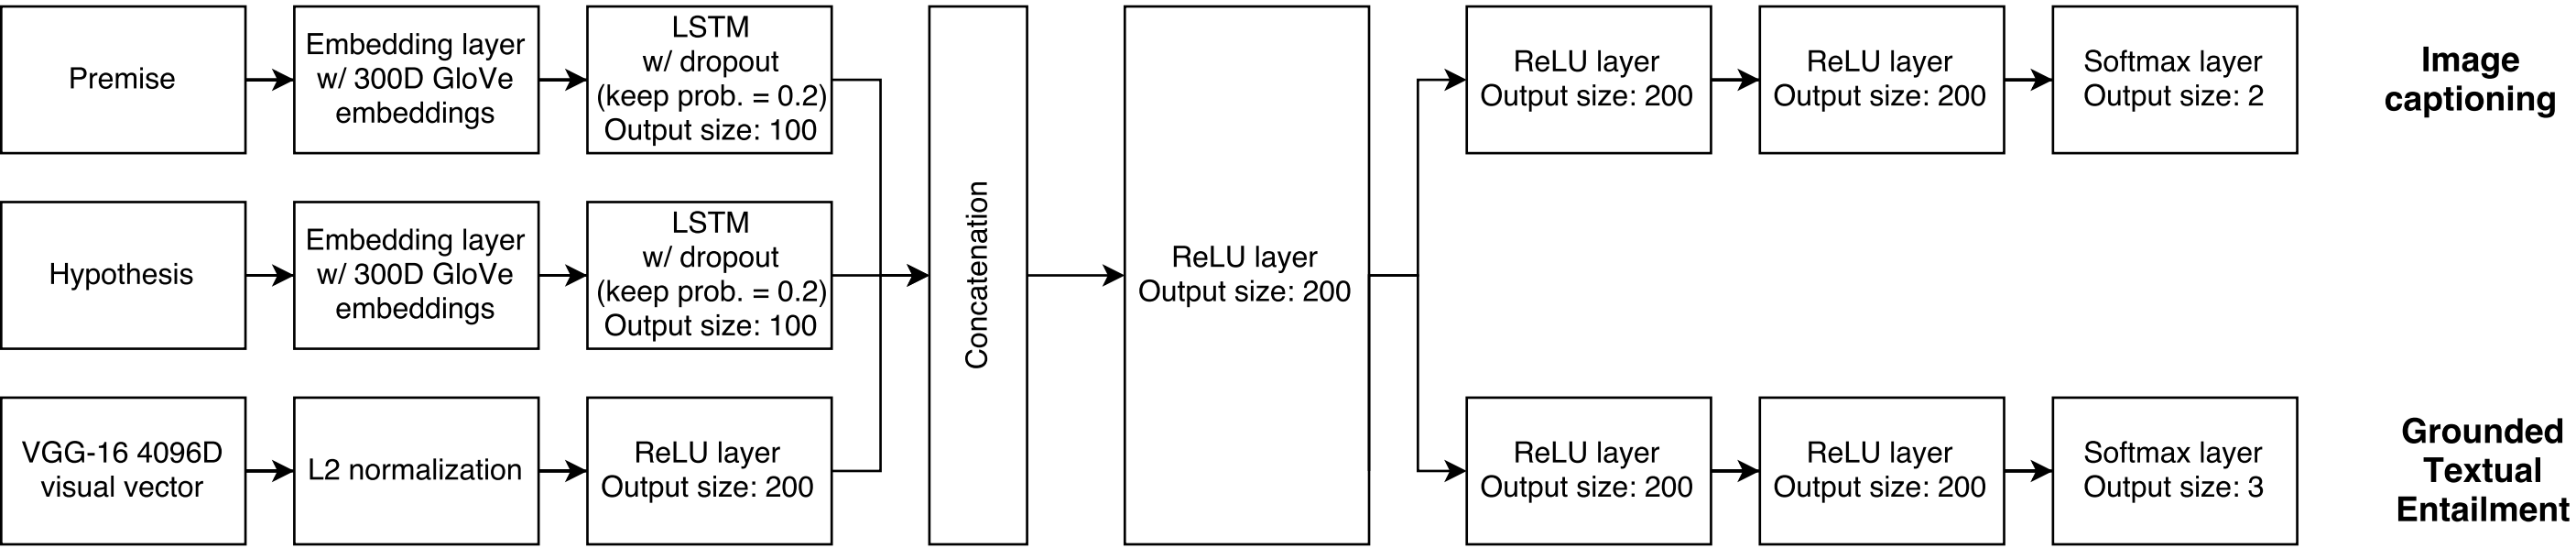 Premise
Embedding layer
w/ 300D GloVe
embeddings
LSTM
w/ dropout
(keep prob. = 0.2)
Output size: 100
Hypothesis
Embedding layer
w/ 300D GloVe
embeddings
LSTM
w/ dropout
(keep prob. = 0.2)
Output size: 100
VGG-16 4096D
visual vector
L2 normalization
ReLU layer
Output size: 200
Concatenation
ReLU layer
Output size: 200
ReLU layer
Output size: 200
ReLU layer
Output size: 200
Softmax layer
Output size: 2
Image
captioning
ReLU layer
Output size: 200
ReLU layer
Output size: 200
Softmax layer
Output size: 3
Grounded
Textual
Entailment